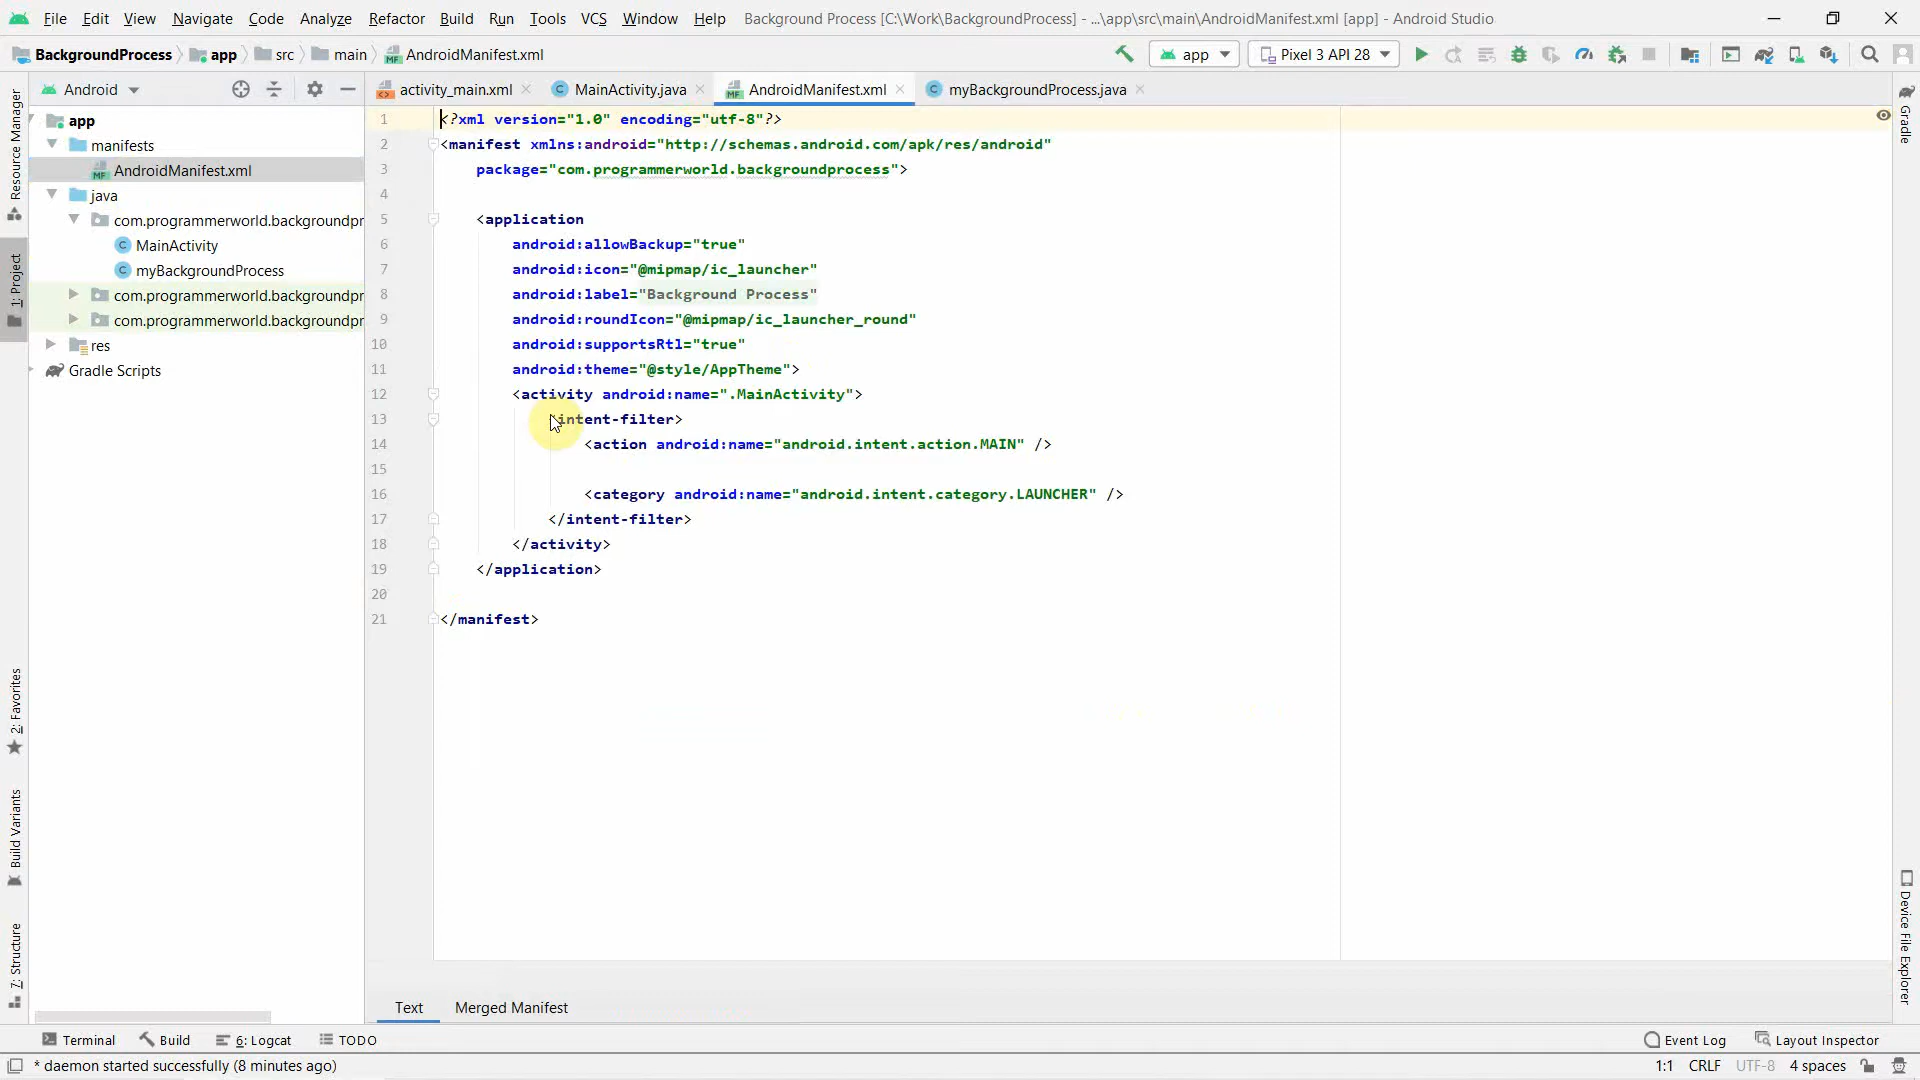 File Edit View Navigate Code Analyze Refactor Build Run Tools VCS Window Help Background Process [C:\Work\BackgroundProcess] - ...\app\src\main\AndroidManifest.xml [app] - Android Studio
BackgroundProcess app src main AndroidManifest.xml app Pixel 3 API 28
Android activity_main.xml MainActivity.java AndroidManifest.xml myBackgroundProcess.java
Resource Manager
1: Project
2: Favorites
Build Variants
7: Structure
app
manifests
AndroidManifest.xml
java
com.programmerworld.backgroundpr
MainActivity
myBackgroundProcess
com.programmerworld.backgroundpr
com.programmerworld.backgroundpr
res
Gradle Scripts
1 <?xml version="1.0" encoding="utf-8"?>
2 <manifest xmlns:android="http://schemas.android.com/apk/res/android"
3 package="com.programmerworld.backgroundprocess">
4
5 <application
6 android:allowBackup="true"
7 android:icon="@mipmap/ic_launcher"
8 android:label="Background Process"
9 android:roundIcon="@mipmap/ic_launcher_round"
10 android:supportsRtl="true"
11 android:theme="@style/AppTheme">
12 <activity android:name=".MainActivity">
13 <intent-filter>
14 <action android:name="android.intent.action.MAIN" />
15
16 <category android:name="android.intent.category.LAUNCHER" />
17 </intent-filter>
18 </activity>
19 </application>
20
21 </manifest>
Gradle
Device File Explorer
Text Merged Manifest
Terminal Build 6: Logcat TODO Event Log Layout Inspector
* daemon started successfully (8 minutes ago) 1:1 CRLF UTF-8 4 spaces